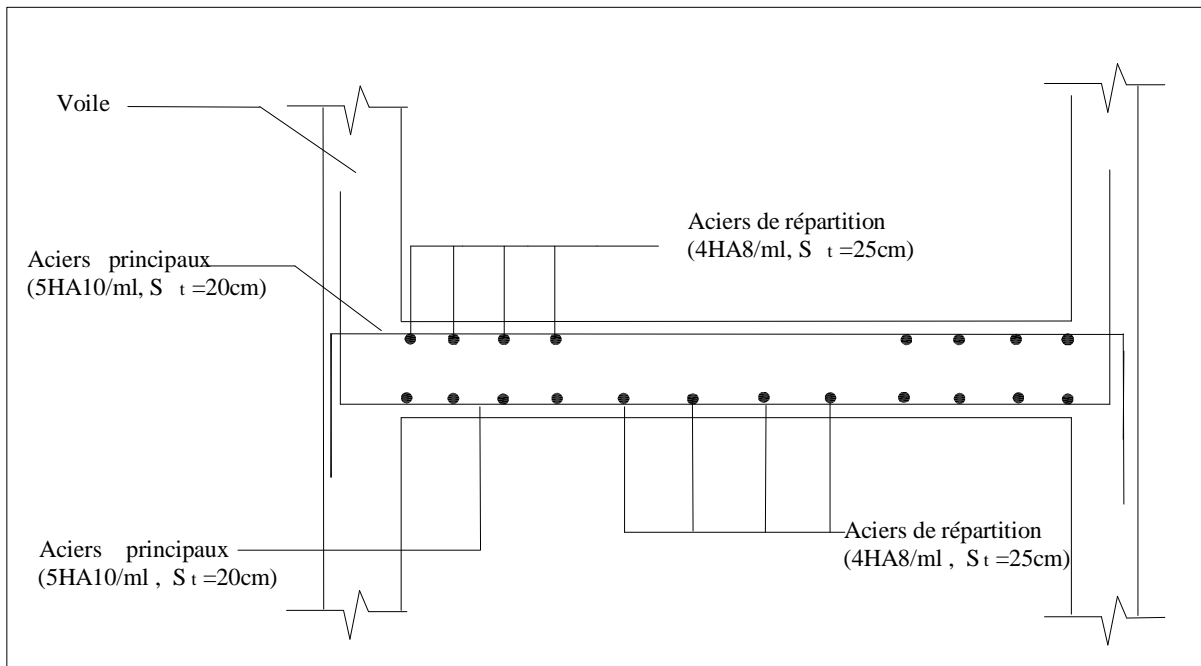 Voile
Aciers de répartition
(4HA8/ml, S t =25cm)
Aciers principaux
(5HA10/ml, S t =20cm)
Aciers de répartition
(4HA8/ml , S t =25cm)
Aciers principaux
(5HA10/ml , S t =20cm)